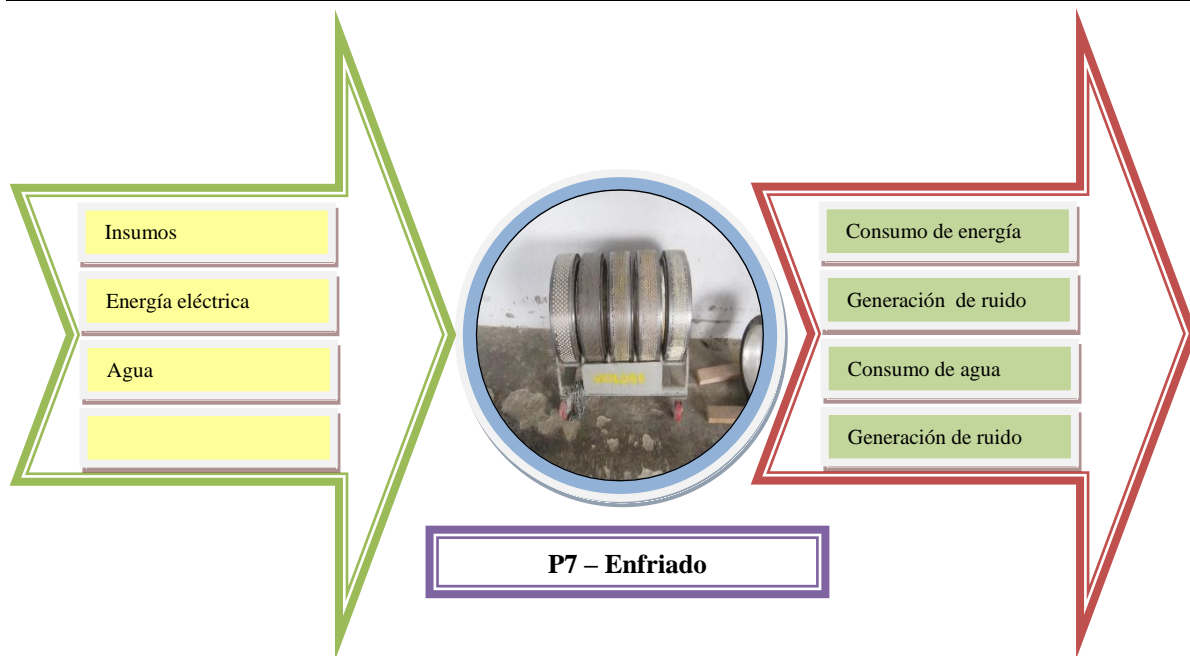 Insumos
Energía eléctrica
Agua
Consumo de energía
Generación de ruido
Consumo de agua
Generación de ruido
P7 – Enfriado